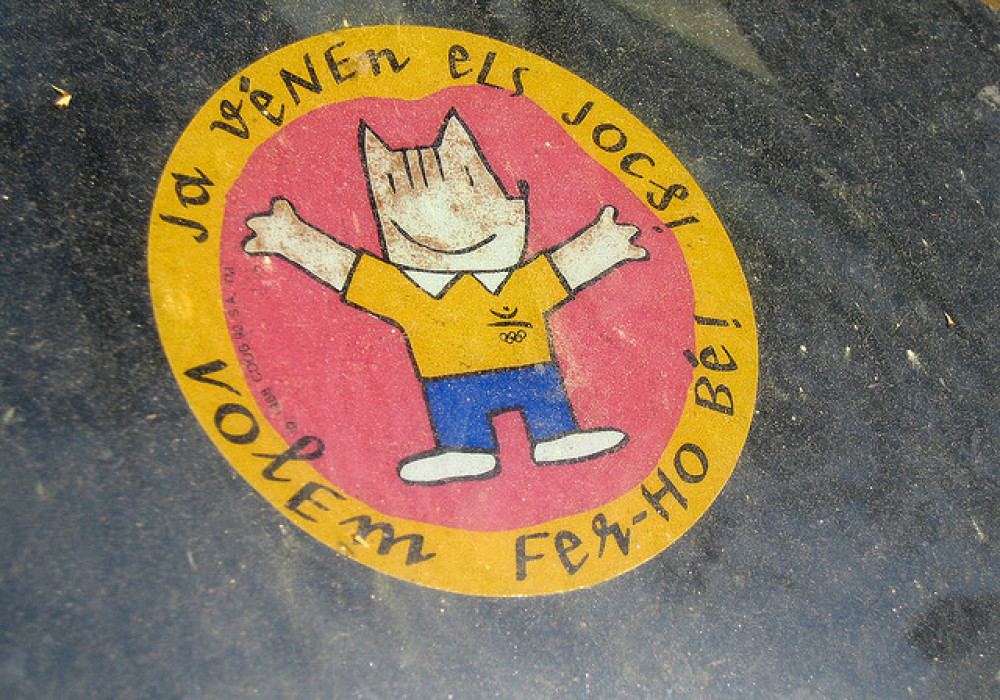 Ja vénen els jocs!
Volem fer-ho bé!